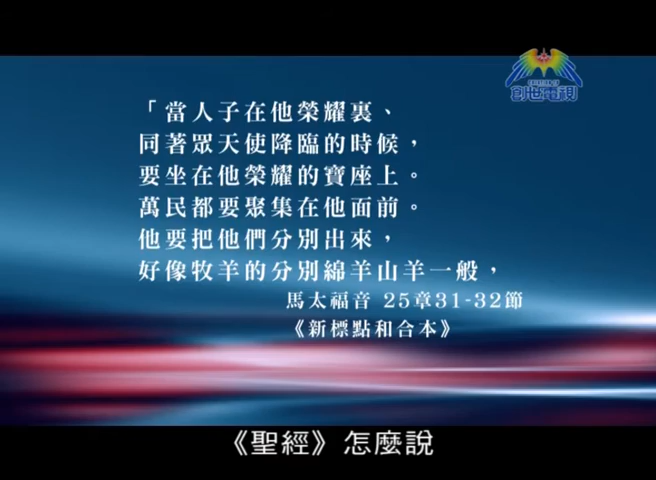 創世電視
「當人子在他榮耀裏、
同著眾天使降臨的時候，
要坐在他榮耀的寶座上。
萬民都要聚集在他面前。
他要把他們分別出來，
好像牧羊的分別綿羊山羊一般，
馬太福音 25章31-32節
《新標點和合本》
《聖經》怎麼說